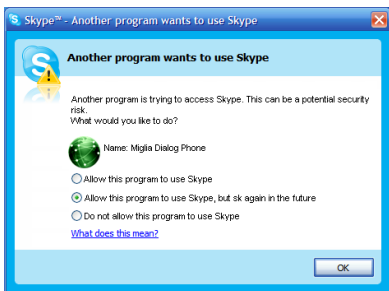 Skype™ - Another program wants to use Skype
Another program wants to use Skype
Another program is trying to access Skype. This can be a potential security
risk.
What would you like to do?
Name: Miglia Dialog Phone
Allow this program to use Skype
Allow this program to use Skype, but sk again in the future
Do not allow this program to use Skype
What does this mean?
OK